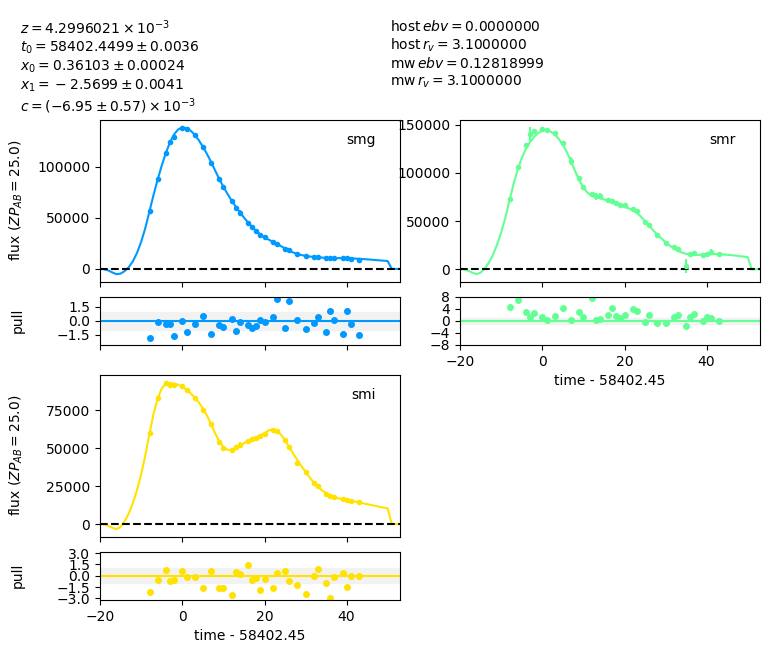 z = 4.2996021 × 10⁻³
t₀ = 58402.4499 ± 0.0036
x₀ = 0.36103 ± 0.00024
x₁ = −2.5699 ± 0.0041
c = (−6.95 ± 0.57) × 10⁻³
host ebv = 0.0000000
host r_v = 3.1000000
mw ebv = 0.12818999
mw r_v = 3.1000000
flux (ZP_AB = 25.0)
100000
50000
0
smg
pull
1.5
0.0
−1.5
150000
100000
50000
0
smr
8
4
0
−4
−8
−20
0
20
40
time - 58402.45
flux (ZP_AB = 25.0)
75000
50000
25000
0
smi
pull
3.0
1.5
0.0
−1.5
−3.0
−20
0
20
40
time - 58402.45